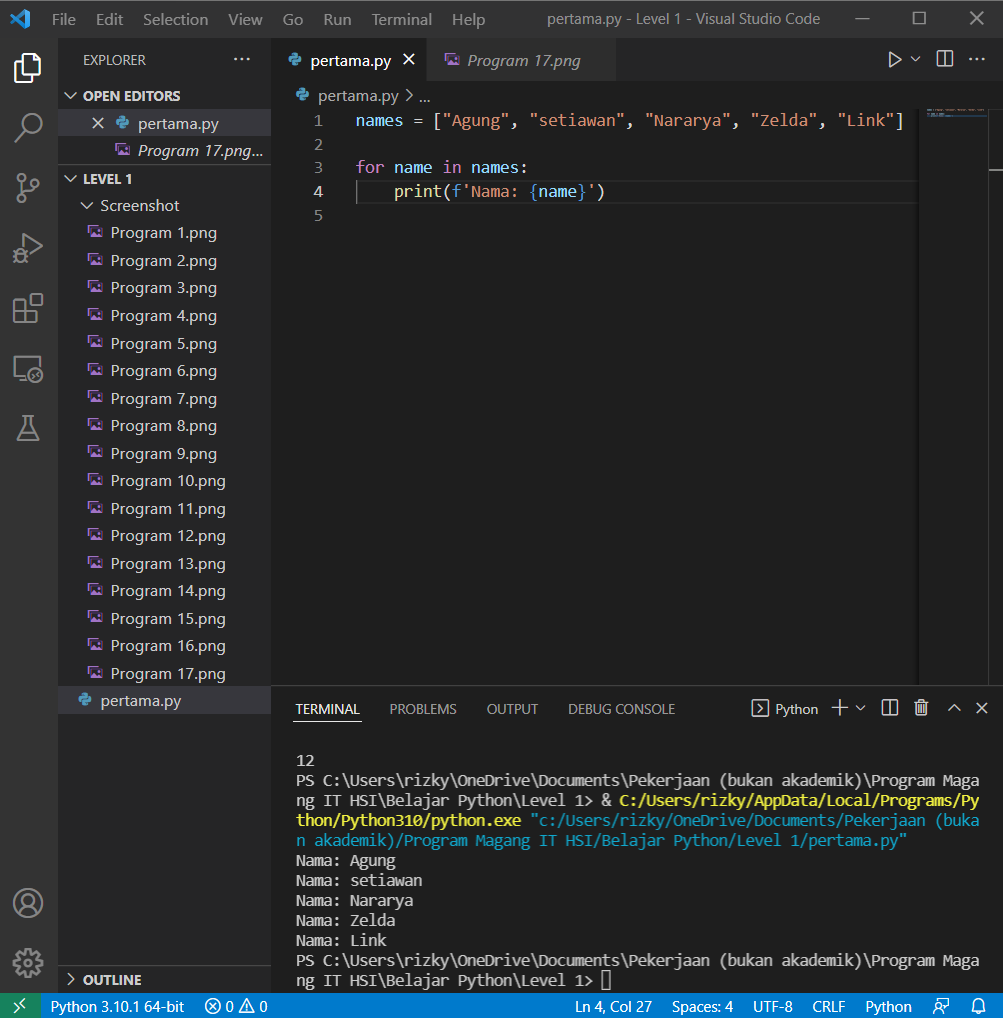 File Edit Selection View Go Run Terminal Help pertama.py - Level 1 - Visual Studio Code
EXPLORER
OPEN EDITORS
pertama.py
Program 17.png...
LEVEL 1
Screenshot
Program 1.png
Program 2.png
Program 3.png
Program 4.png
Program 5.png
Program 6.png
Program 7.png
Program 8.png
Program 9.png
Program 10.png
Program 11.png
Program 12.png
Program 13.png
Program 14.png
Program 15.png
Program 16.png
Program 17.png
pertama.py
OUTLINE
pertama.py Program 17.png
pertama.py > ...
1 names = ["Agung", "setiawan", "Nararya", "Zelda", "Link"]
2
3 for name in names:
4     print(f'Nama: {name}')
5
TERMINAL PROBLEMS OUTPUT DEBUG CONSOLE Python
12
PS C:\Users\rizky\OneDrive\Documents\Pekerjaan (bukan akademik)\Program Maga
ng IT HSI\Belajar Python\Level 1> & C:/Users/rizky/AppData/Local/Programs/Py
thon/Python310/python.exe "c:/Users/rizky/OneDrive/Documents/Pekerjaan (buka
n akademik)/Program Magang IT HSI/Belajar Python/Level 1/pertama.py"
Nama: Agung
Nama: setiawan
Nama: Nararya
Nama: Zelda
Nama: Link
PS C:\Users\rizky\OneDrive\Documents\Pekerjaan (bukan akademik)\Program Maga
ng IT HSI\Belajar Python\Level 1>
Python 3.10.1 64-bit 0 0 Ln 4, Col 27 Spaces: 4 UTF-8 CRLF Python